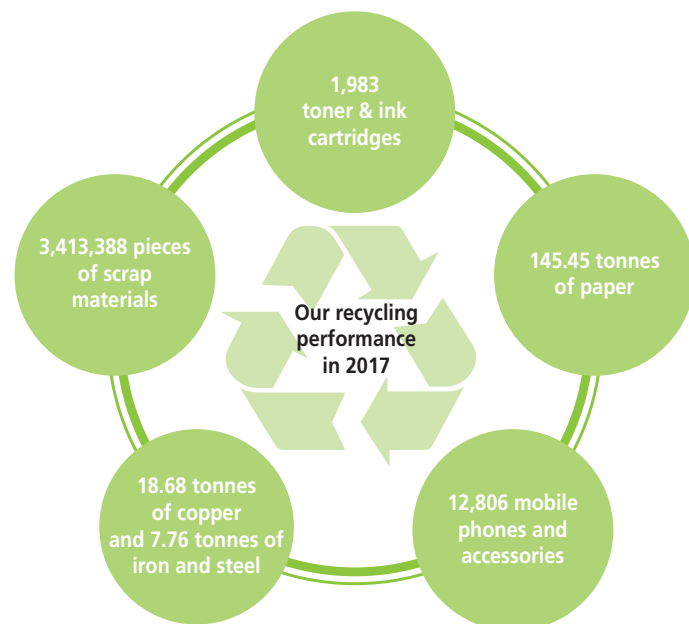 1,983
toner & ink
cartridges
3,413,388 pieces
of scrap
materials
145.45 tonnes
of paper
Our recycling
performance
in 2017
18.68 tonnes
of copper
and 7.76 tonnes of
iron and steel
12,806 mobile
phones and
accessories